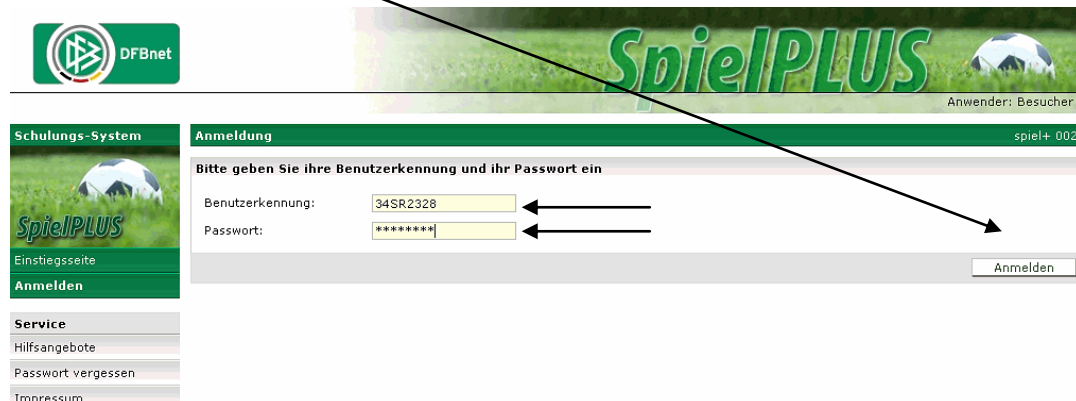 DFBnet
SpielPLUS
Anwender: Besucher
Schulungs-System
SpielPLUS
Einstiegsseite
Anmelden
Service
Hilfsangebote
Passwort vergessen
Impressum
Anmeldung
spiel+ 002
Bitte geben Sie ihre Benutzerkennung und ihr Passwort ein
Benutzerkennung: 34SR2328
Passwort: ********
Anmelden